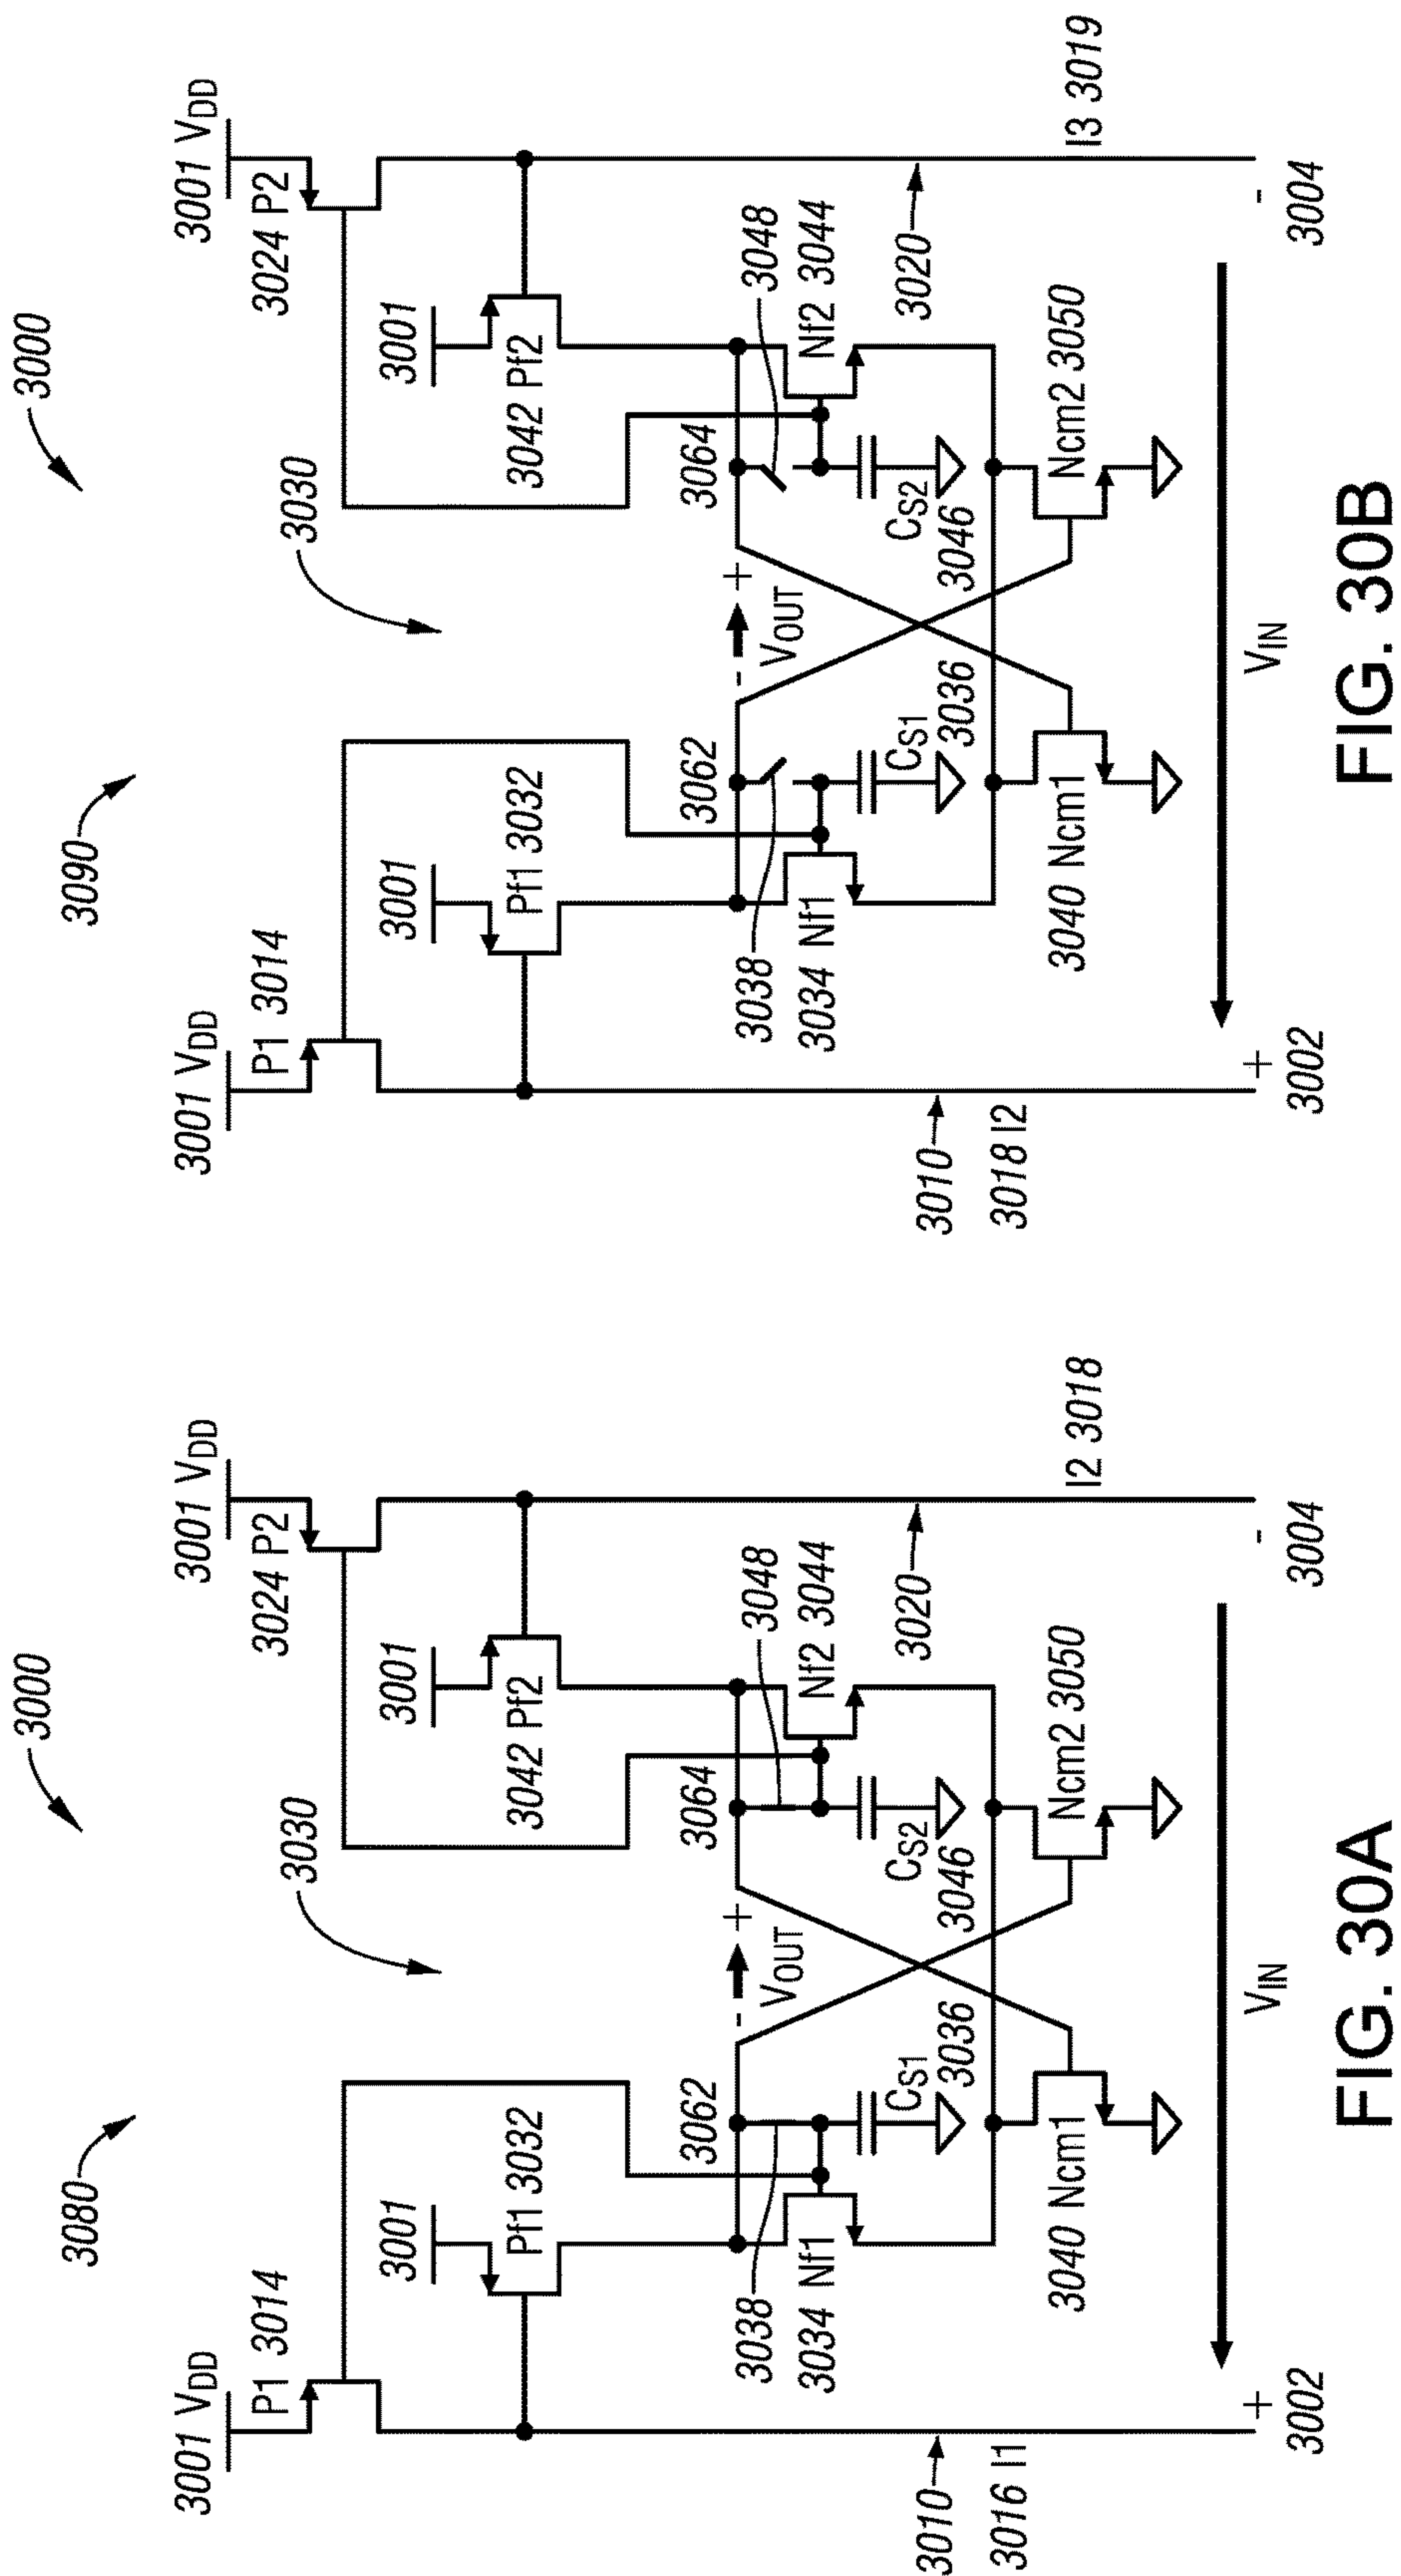 3000
3080
3030
3001 VDD
P1 3014
3001
Pf1 3032
3001 VDD
3024 P2
3001
3042 Pf2
3062
3064
- +
VOUT
3038
3034 Nf1
CS1
3036
CS2
3046
3048
Nf2 3044
3010
3016 I1
3020
I2 3018
3040 Ncm1
Ncm2 3050
VIN
+
3002
-
3004
FIG. 30A
3000
3090
3030
3001 VDD
P1 3014
3001
Pf1 3032
3001 VDD
3024 P2
3001
3042 Pf2
3062
3064
- +
VOUT
3038
3034 Nf1
CS1
3036
CS2
3046
3048
Nf2 3044
3010
3018 I2
3020
I3 3019
3040 Ncm1
Ncm2 3050
VIN
+
3002
-
3004
FIG. 30B